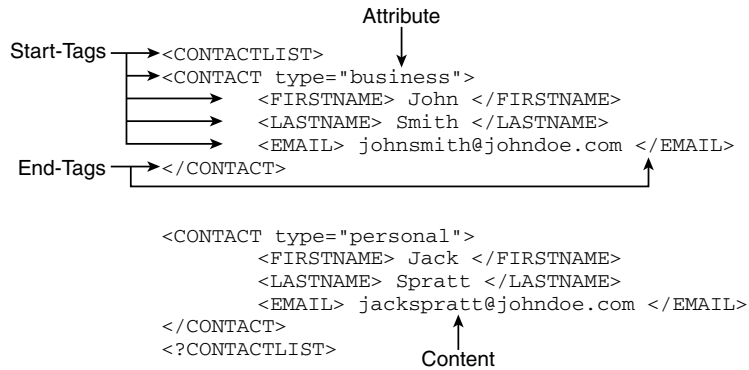 Attribute
Start-Tags <CONTACTLIST>
<CONTACT type="business">
<FIRSTNAME> John </FIRSTNAME>
<LASTNAME> Smith </LASTNAME>
<EMAIL> johnsmith@johndoe.com </EMAIL>
End-Tags </CONTACT>
<CONTACT type="personal">
<FIRSTNAME> Jack </FIRSTNAME>
<LASTNAME> Spratt </LASTNAME>
<EMAIL> jackspratt@johndoe.com </EMAIL>
</CONTACT>
<?CONTACTLIST>
Content